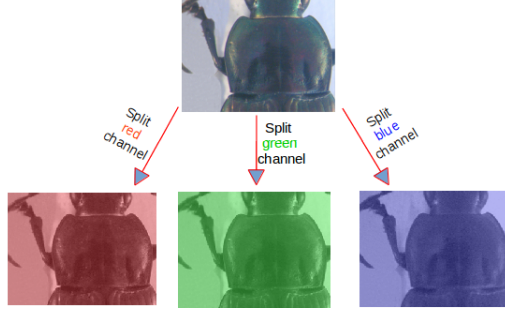 Split
red
channel
Split
green
channel
Split
blue
channel